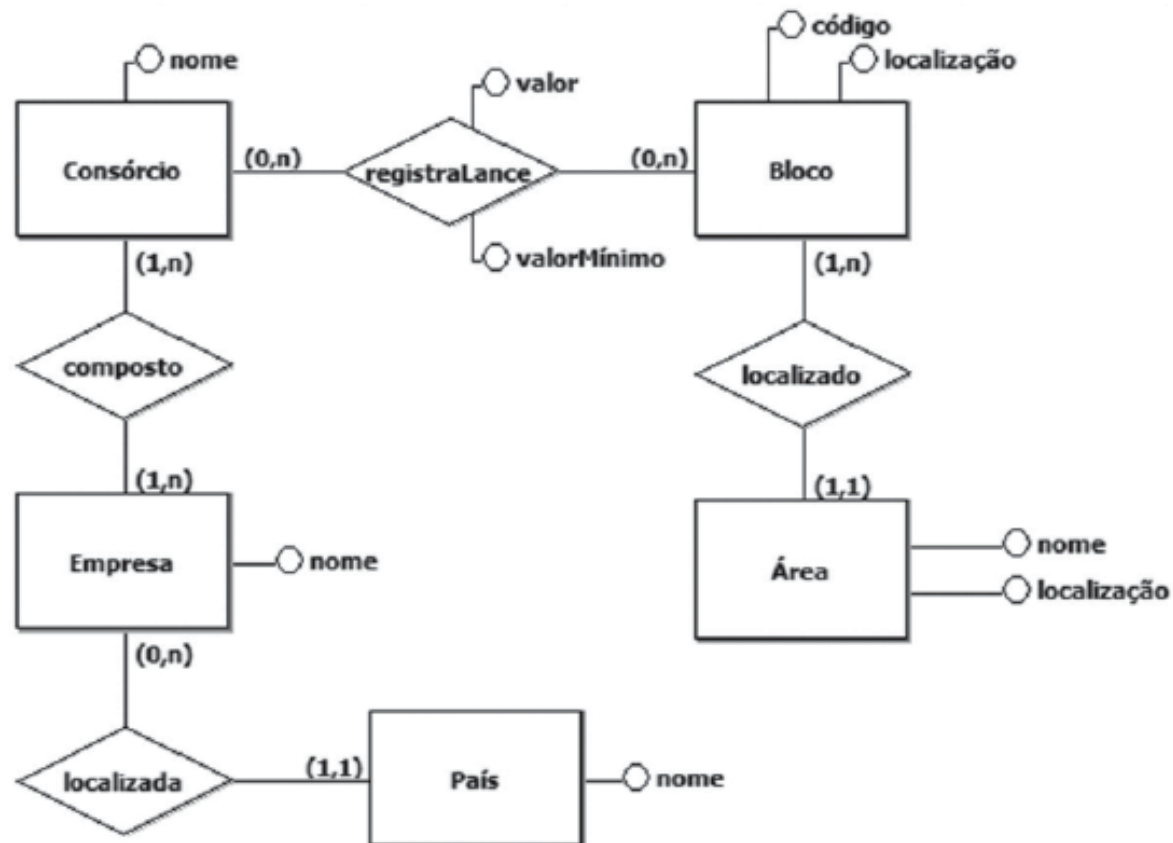 código
nome
localização
valor
Consórcio
(0,n)
registraLance
(0,n)
Bloco
valorMínimo
(1,n)
(1,n)
composto
localizado
(1,n)
(1,1)
Empresa
nome
Área
nome
localização
(0,n)
localizada
(1,1)
País
nome